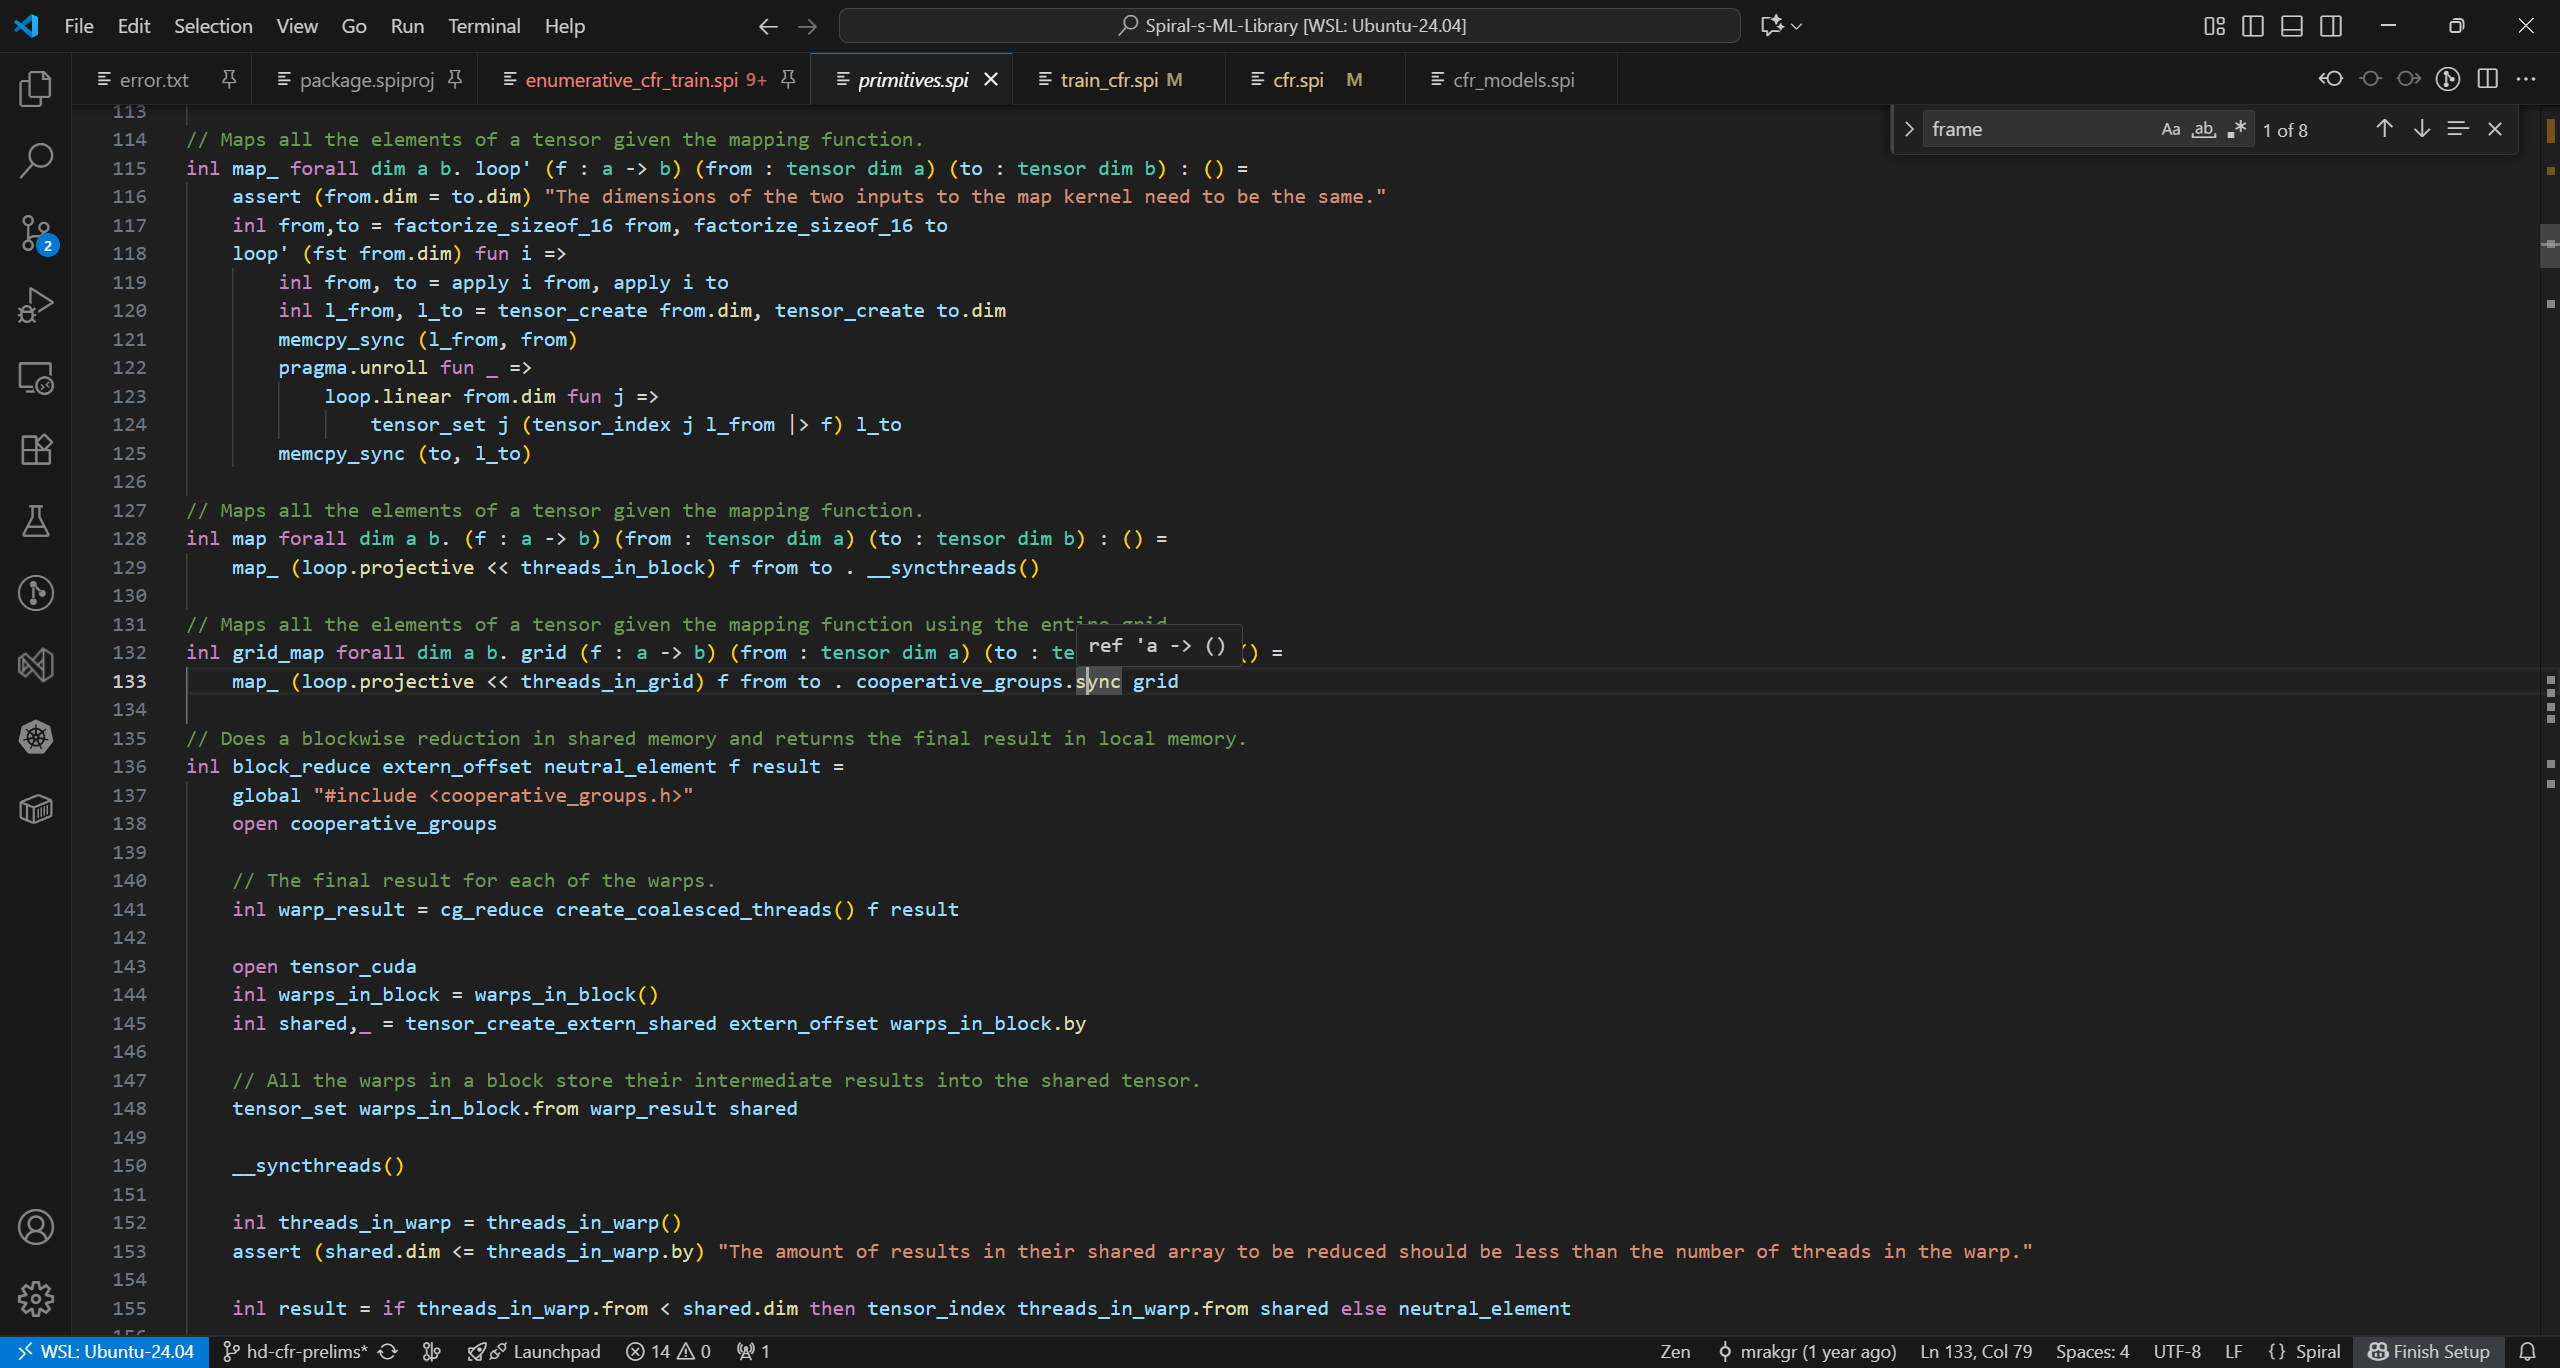 File Edit Selection View Go Run Terminal Help
Spiral-s-ML-Library [WSL: Ubuntu-24.04]
error.txt package.spiproj enumerative_cfr_train.spi 9+ primitives.spi train_cfr.spi M cfr.spi M cfr_models.spi
frame Aa ab 1 of 8
113
114 // Maps all the elements of a tensor given the mapping function.
115 inl map_ forall dim a b. loop' (f : a -> b) (from : tensor dim a) (to : tensor dim b) : () =
116 assert (from.dim = to.dim) "The dimensions of the two inputs to the map kernel need to be the same."
117 inl from,to = factorize_sizeof_16 from, factorize_sizeof_16 to
118 loop' (fst from.dim) fun i =>
119 inl from, to = apply i from, apply i to
120 inl l_from, l_to = tensor_create from.dim, tensor_create to.dim
121 memcpy_sync (l_from, from)
122 pragma.unroll fun _ =>
123 loop.linear from.dim fun j =>
124 tensor_set j (tensor_index j l_from |> f) l_to
125 memcpy_sync (to, l_to)
126
127 // Maps all the elements of a tensor given the mapping function.
128 inl map forall dim a b. (f : a -> b) (from : tensor dim a) (to : tensor dim b) : () =
129 map_ (loop.projective << threads_in_block) f from to . __syncthreads()
130
131 // Maps all the elements of a tensor given the mapping function using the entire grid
ref 'a -> ()
132 inl grid_map forall dim a b. grid (f : a -> b) (from : tensor dim a) (to : te () =
133 map_ (loop.projective << threads_in_grid) f from to . cooperative_groups.sync grid
134
135 // Does a blockwise reduction in shared memory and returns the final result in local memory.
136 inl block_reduce extern_offset neutral_element f result =
137 global "#include <cooperative_groups.h>"
138 open cooperative_groups
139
140 // The final result for each of the warps.
141 inl warp_result = cg_reduce create_coalesced_threads() f result
142
143 open tensor_cuda
144 inl warps_in_block = warps_in_block()
145 inl shared,_ = tensor_create_extern_shared extern_offset warps_in_block.by
146
147 // All the warps in a block store their intermediate results into the shared tensor.
148 tensor_set warps_in_block.from warp_result shared
149
150 __syncthreads()
151
152 inl threads_in_warp = threads_in_warp()
153 assert (shared.dim <= threads_in_warp.by) "The amount of results in their shared array to be reduced should be less than the number of threads in the warp."
154
155 inl result = if threads_in_warp.from < shared.dim then tensor_index threads_in_warp.from shared else neutral_element
2
WSL: Ubuntu-24.04 hd-cfr-prelims* Launchpad 14 0 1 Zen mrakgr (1 year ago) Ln 133, Col 79 Spaces: 4 UTF-8 LF {} Spiral Finish Setup